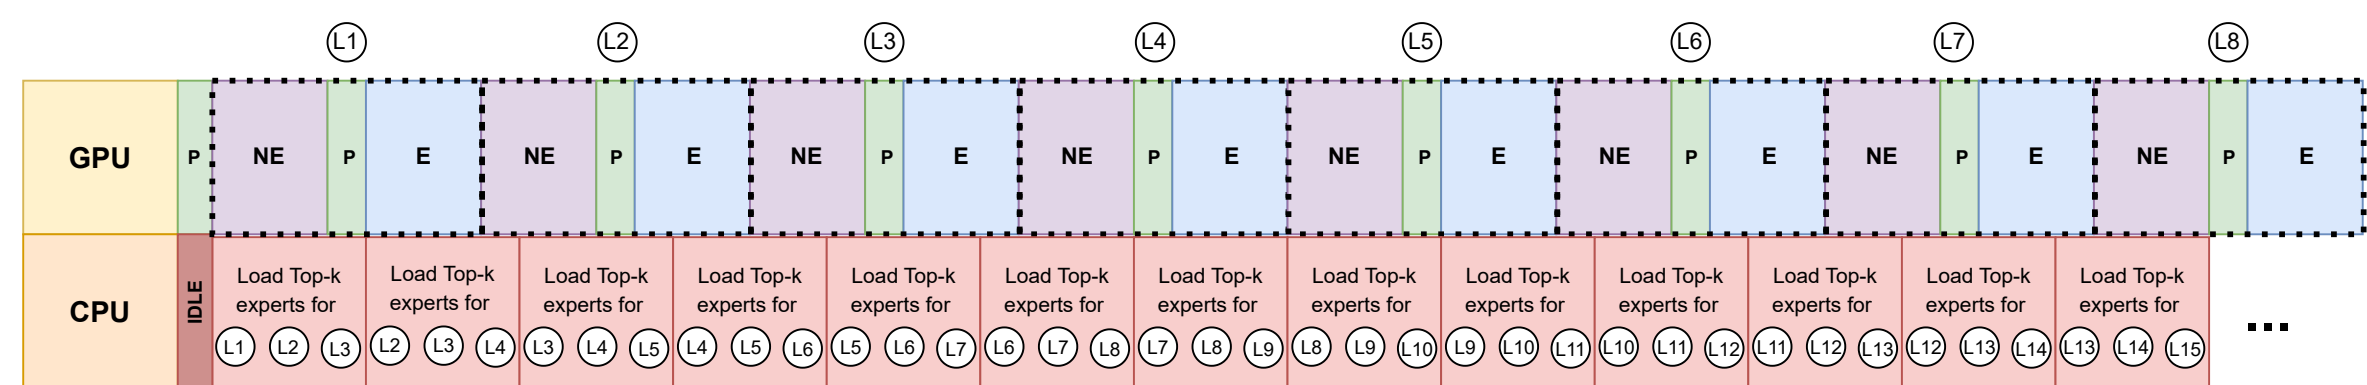 L1 L2 L3 L4 L5 L6 L7 L8
GPU P NE P E NE P E NE P E NE P E NE P E NE P E NE P E NE P E
CPU IDLE
Load Top-k
experts for
L1 L2 L3
Load Top-k
experts for
L2 L3 L4
Load Top-k
experts for
L3 L4 L5
Load Top-k
experts for
L4 L5 L6
Load Top-k
experts for
L5 L6 L7
Load Top-k
experts for
L6 L7 L8
Load Top-k
experts for
L7 L8 L9
Load Top-k
experts for
L8 L9 L10
Load Top-k
experts for
L9 L10 L11
Load Top-k
experts for
L10 L11 L12
Load Top-k
experts for
L11 L12 L13
Load Top-k
experts for
L12 L13 L14
Load Top-k
experts for
L13 L14 L15
...